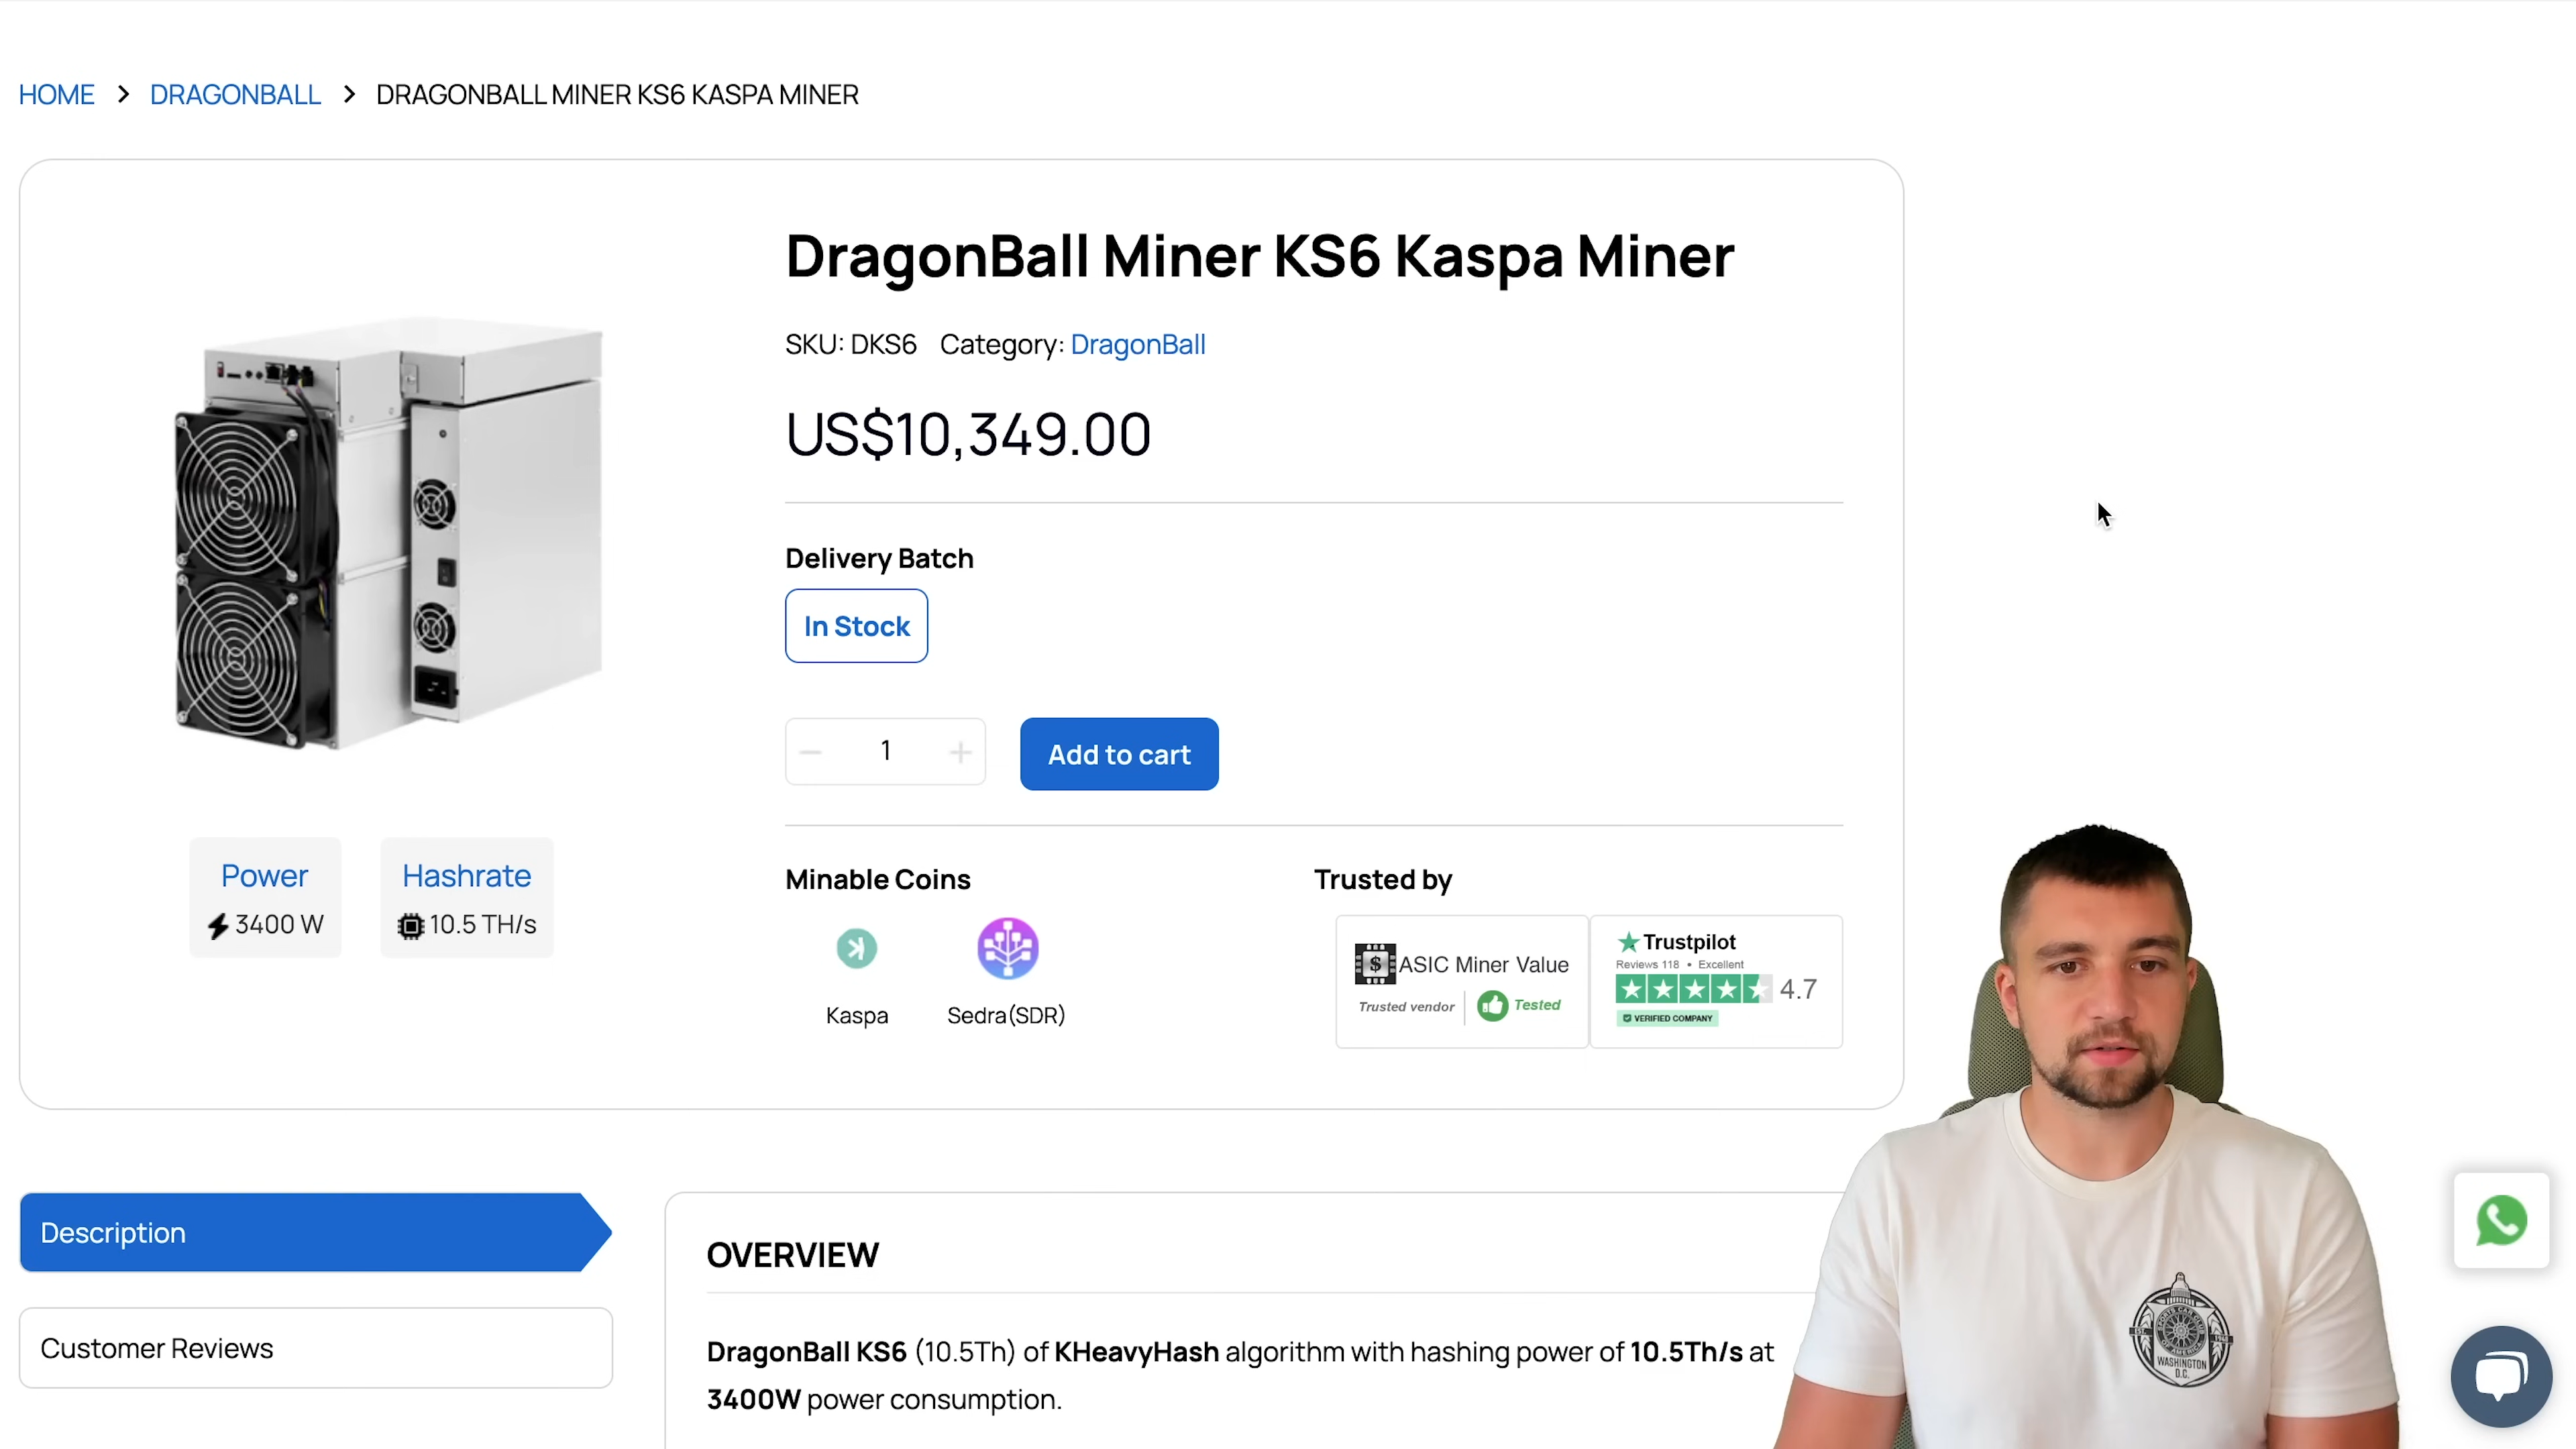 HOME > DRAGONBALL > DRAGONBALL MINER KS6 KASPA MINER
DragonBall Miner KS6 Kaspa Miner
SKU: DKS6 Category: DragonBall
US$10,349.00
Delivery Batch
In Stock
1
Add to cart
Power
3400 W
Hashrate
10.5 TH/s
Minable Coins
Kaspa
Sedra(SDR)
Trusted by
$ ASIC Miner Value
Trusted vendor
Tested
Trustpilot
Reviews 118 • Excellent
4.7
VERIFIED COMPANY
Description
Customer Reviews
OVERVIEW
DragonBall KS6 (10.5Th) of KHeavyHash algorithm with hashing power of 10.5Th/s at
3400W power consumption.
WASHINGTON
D.C.